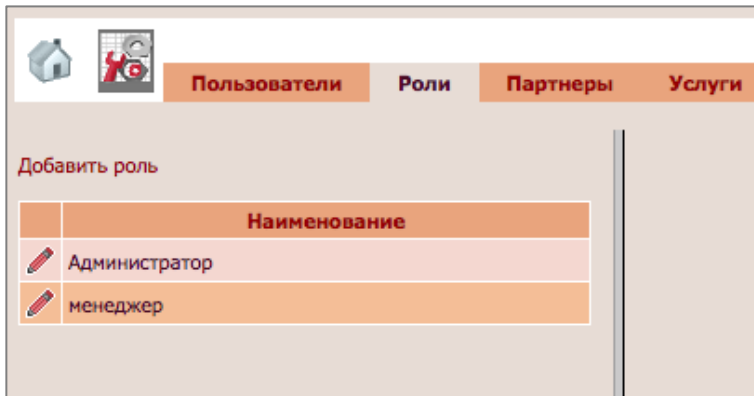 Пользователи Роли Партнеры Услуги
Добавить роль
Наименование
Администратор
менеджер